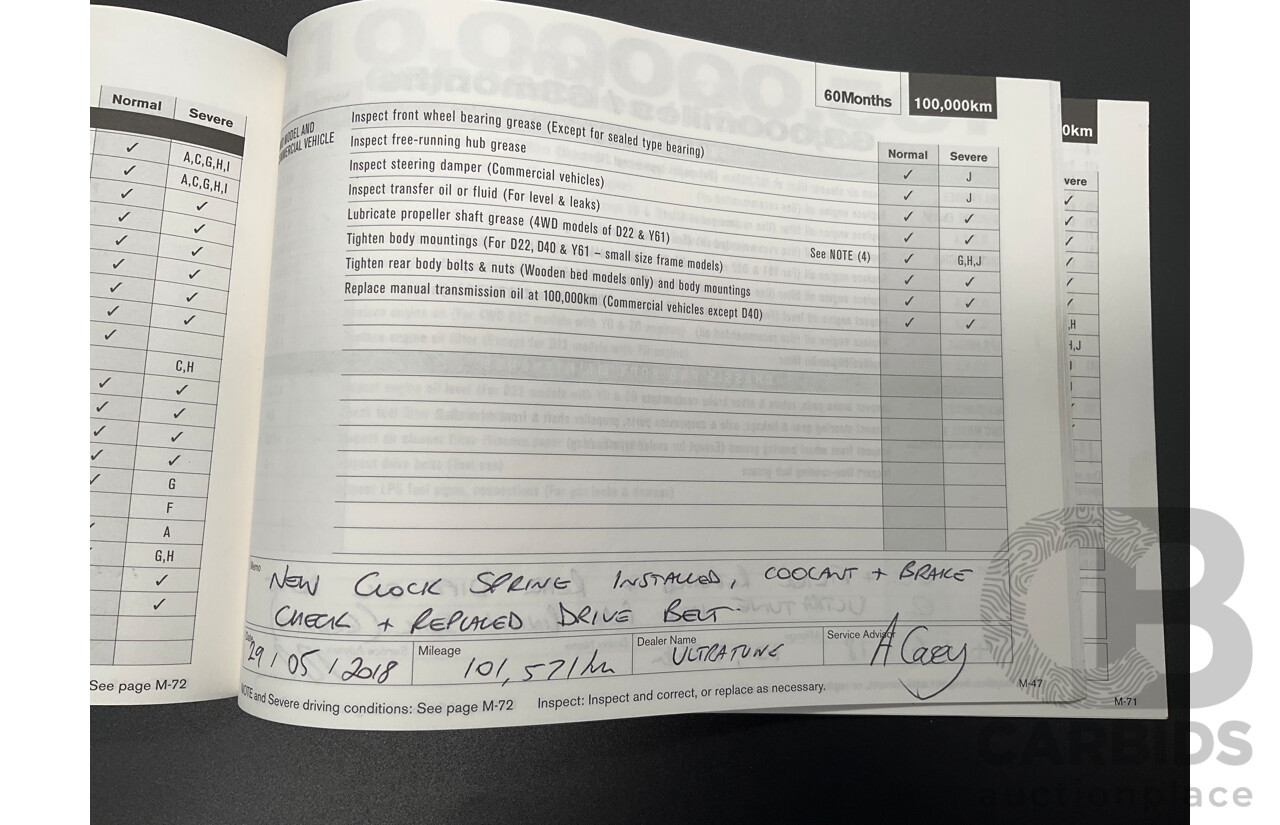 Normal Severe
✓ A,C,G,H,I
✓ A,C,G,H,I
✓ ✓
✓ ✓
✓ ✓
✓ ✓
✓ ✓
✓ ✓
✓
C,H
✓ ✓
✓ ✓
✓ ✓
✓ ✓
✓ G
F
✓ A
G,H
✓
✓
See page M-72
60Months 100,000km
Normal Severe
MODEL AND
VEHICLE
Inspect front wheel bearing grease (Except for sealed type bearing) ✓ J
Inspect free-running hub grease ✓ J
Inspect steering damper (Commercial vehicles) ✓ ✓
Inspect transfer oil or fluid (For level & leaks) ✓ ✓
Lubricate propeller shaft grease (4WD models of D22 & Y61) See NOTE (4) ✓ G,H,J
Tighten body mountings (For D22, D40 & Y61 – small size frame models) ✓ ✓
Tighten rear body bolts & nuts (Wooden bed models only) and body mountings ✓ ✓
Replace manual transmission oil at 100,000km (Commercial vehicles except D40) ✓ ✓
Memo
NEW CLOCK SPRING INSTALLED, COOLANT + BRAKE
CHECK + REPLACED DRIVE BELT.
Date 29/05/2018 Mileage 101,571km Dealer Name ULTRATUNE Service Advisor A Casey
NOTE and Severe driving conditions: See page M-72 Inspect: Inspect and correct, or replace as necessary. M-47
0km
vere
,H
H,J
M-71
CB
CARBIDS
auctionplace